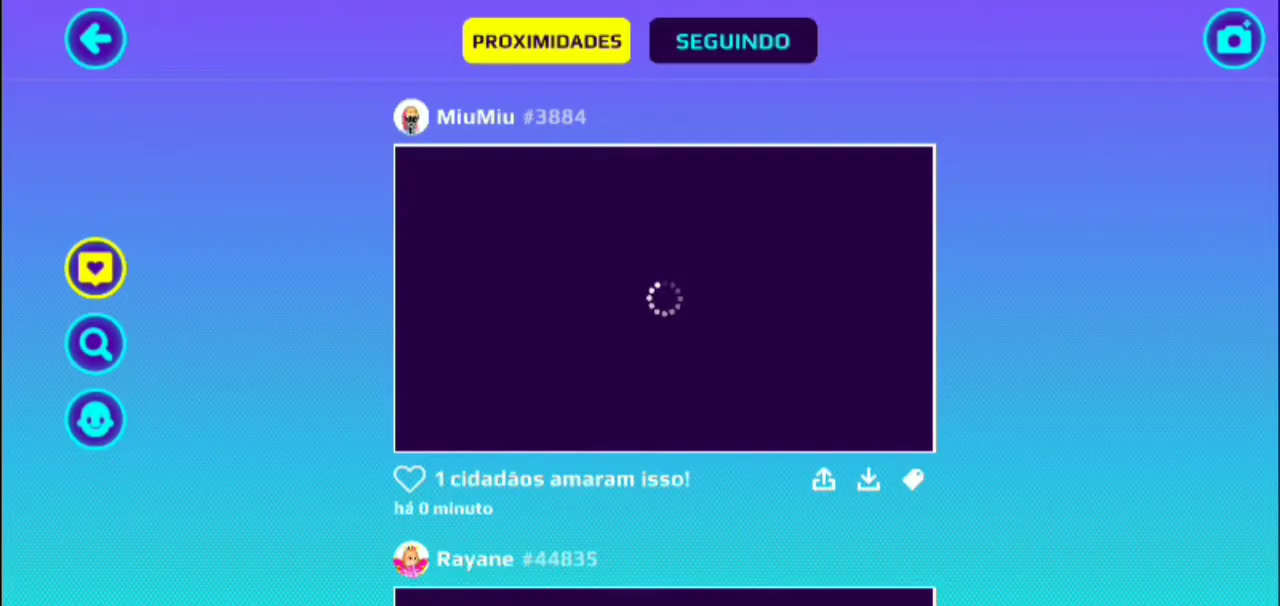 PROXIMIDADES
SEGUINDO
MiuMiu #3884
1 cidadãos amaram isso!
há 0 minuto
Rayane #44835